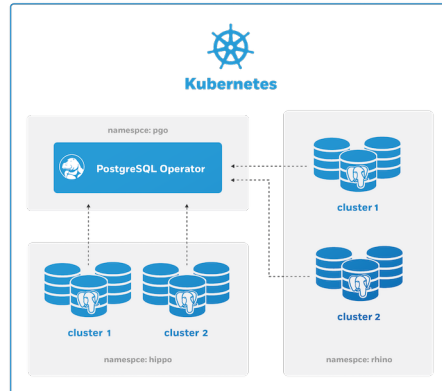 Kubernetes
namespce: pgo
PostgreSQL Operator
cluster 1
cluster 2
namespce: hippo
cluster 1
cluster 2
namespce: rhino